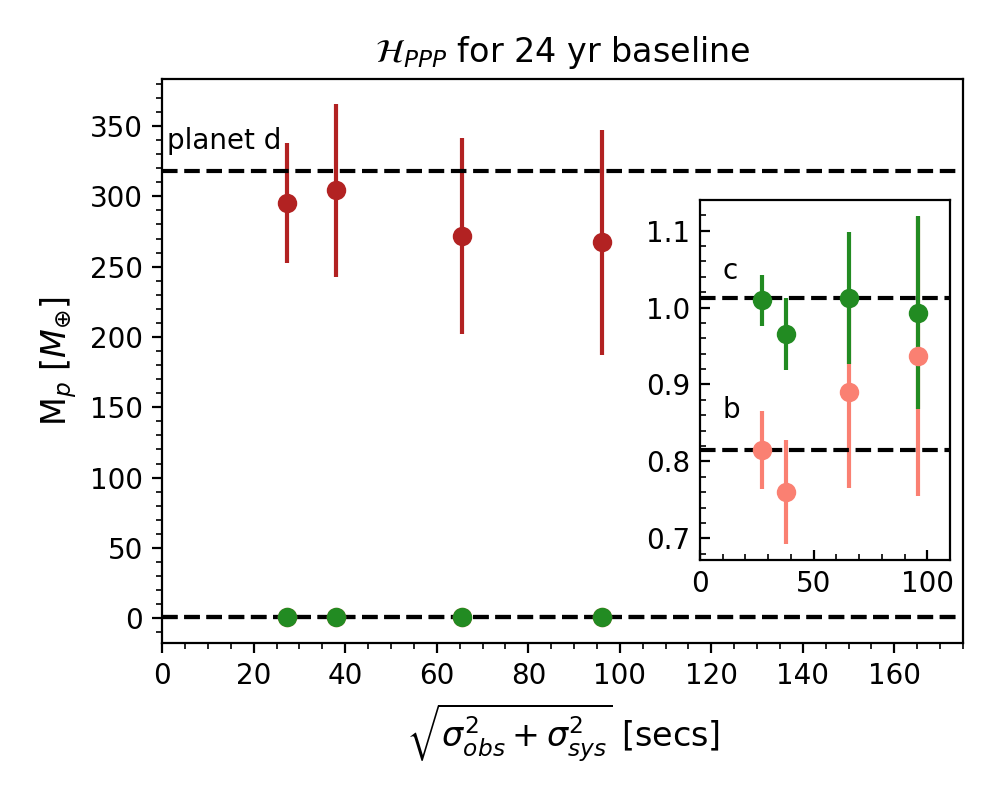 𝓗_PPP for 24 yr baseline
M_p [M_⊕]
350
300
250
200
150
100
50
0
planet d
1.1
1.0
0.9
0.8
0.7
c
b
0 50 100
0 20 40 60 80 100 120 140 160
√(σ²_obs + σ²_sys) [secs]